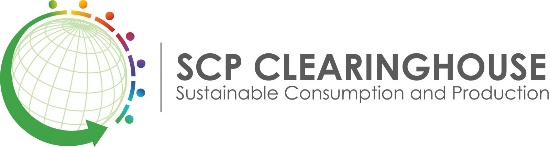 SCP CLEARINGHOUSE
Sustainable Consumption and Production